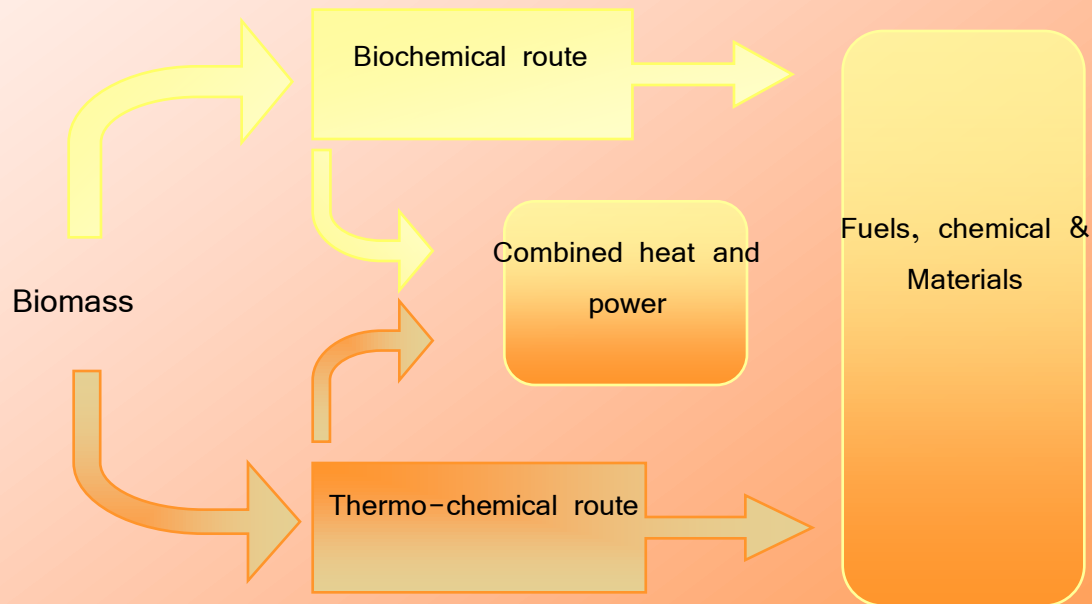 Biochemical route
Fuels, chemical &
Materials
Combined heat and
power
Biomass
Thermo-chemical route